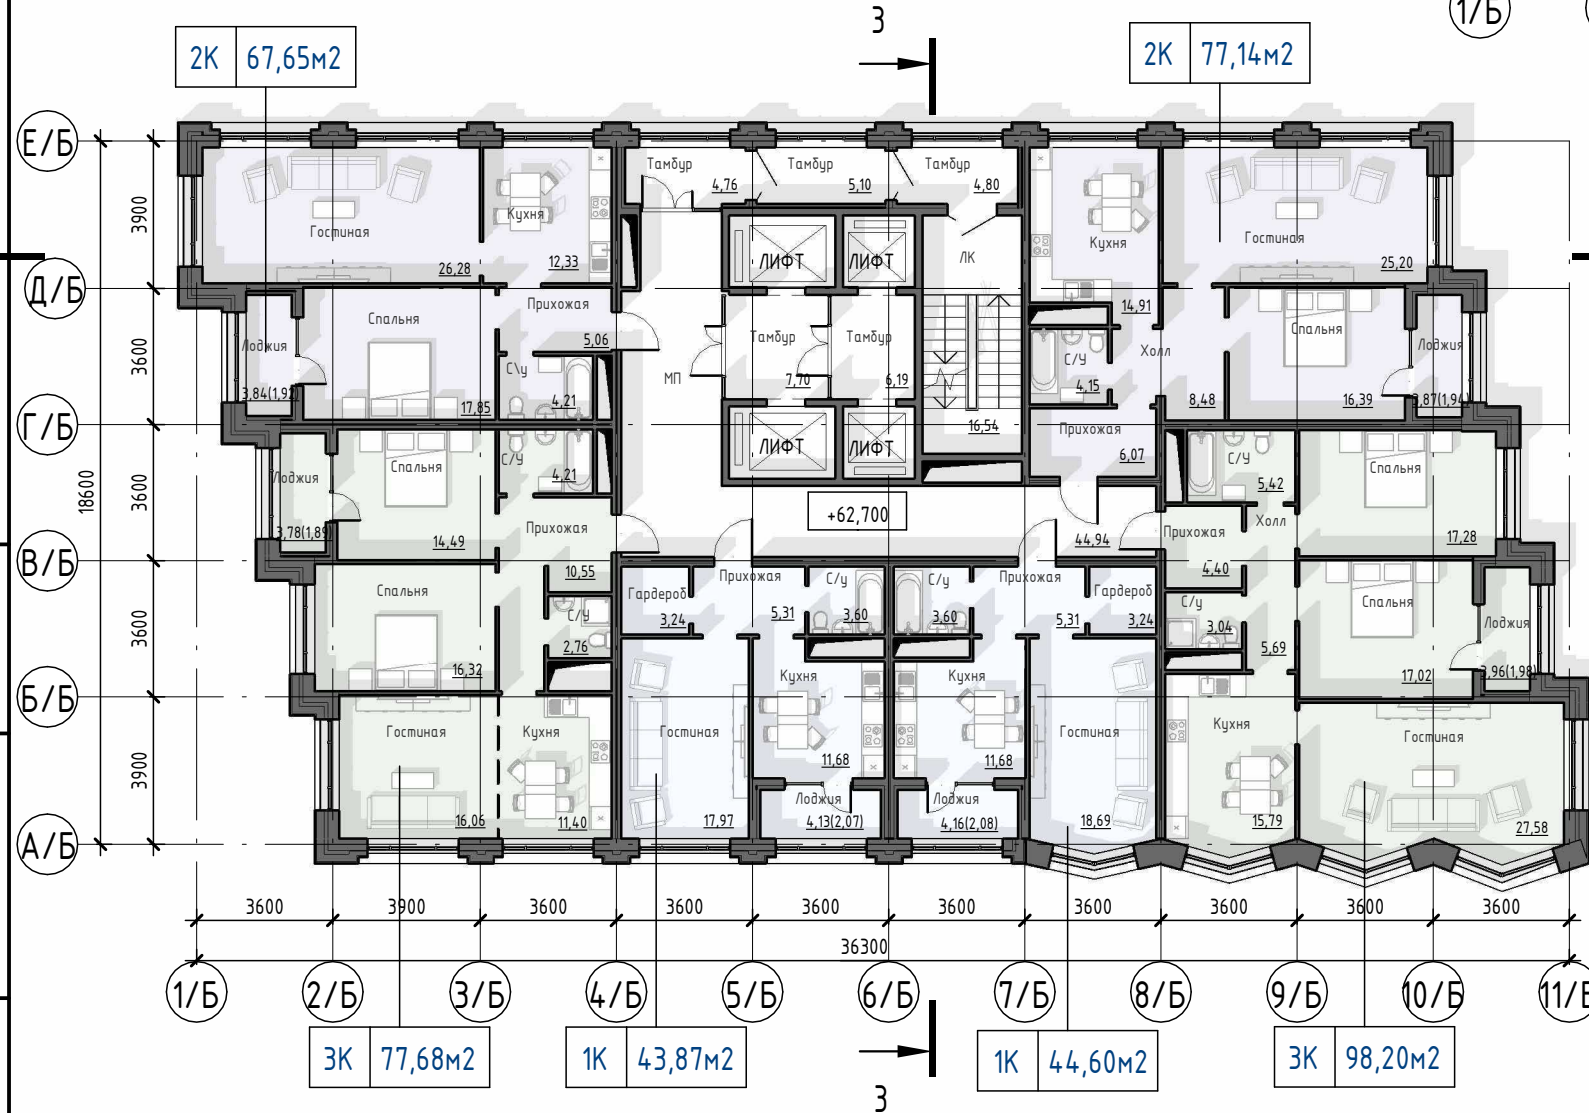 3
1/Б
2К 67,65м2
2К 77,14м2
Е/Б
Д/Б
Г/Б
В/Б
Б/Б
А/Б
3900
3600
3600
3600
3900
18600
Гостиная
26,28
Кухня
12,33
Тамбур
4,76
Тамбур
5,10
Тамбур
4,80
Кухня
14,91
Гостиная
25,20
ЛИФТ
ЛИФТ
ЛК
Лоджия
3,84(1,92)
Спальня
17,85
Прихожая
5,06
С\у
4,21
МП
Тамбур
7,70
Тамбур
6,19
16,54
С/У
4,15
Холл
8,48
Спальня
16,39
Лоджия
3,87(1,94)
ЛИФТ
ЛИФТ
Прихожая
6,07
Лоджия
3,78(1,89)
Спальня
14,49
С/У
4,21
Прихожая
10,55
+62,700
44,94
С/У
5,42
Холл
5,69
Прихожая
4,40
Спальня
17,28
Спальня
16,32
С/У
2,76
Гардероб
3,24
Прихожая
5,31
С/у
3,60
С/у
3,60
Прихожая
5,31
Гардероб
3,24
С/у
3,04
Спальня
17,02
Лоджия
3,96(1,98)
Гостиная
16,06
Кухня
11,40
Гостиная
17,97
Кухня
11,68
Лоджия
4,13(2,07)
Кухня
11,68
Лоджия
4,16(2,08)
Гостиная
18,69
Кухня
15,79
Гостиная
27,58
3600 3900 3600 3600 3600 3600 3600 3600 3600 3600
36300
1/Б 2/Б 3/Б 4/Б 5/Б 6/Б 7/Б 8/Б 9/Б 10/Б 11/Б
3К 77,68м2
1К 43,87м2
1К 44,60м2
3К 98,20м2
3